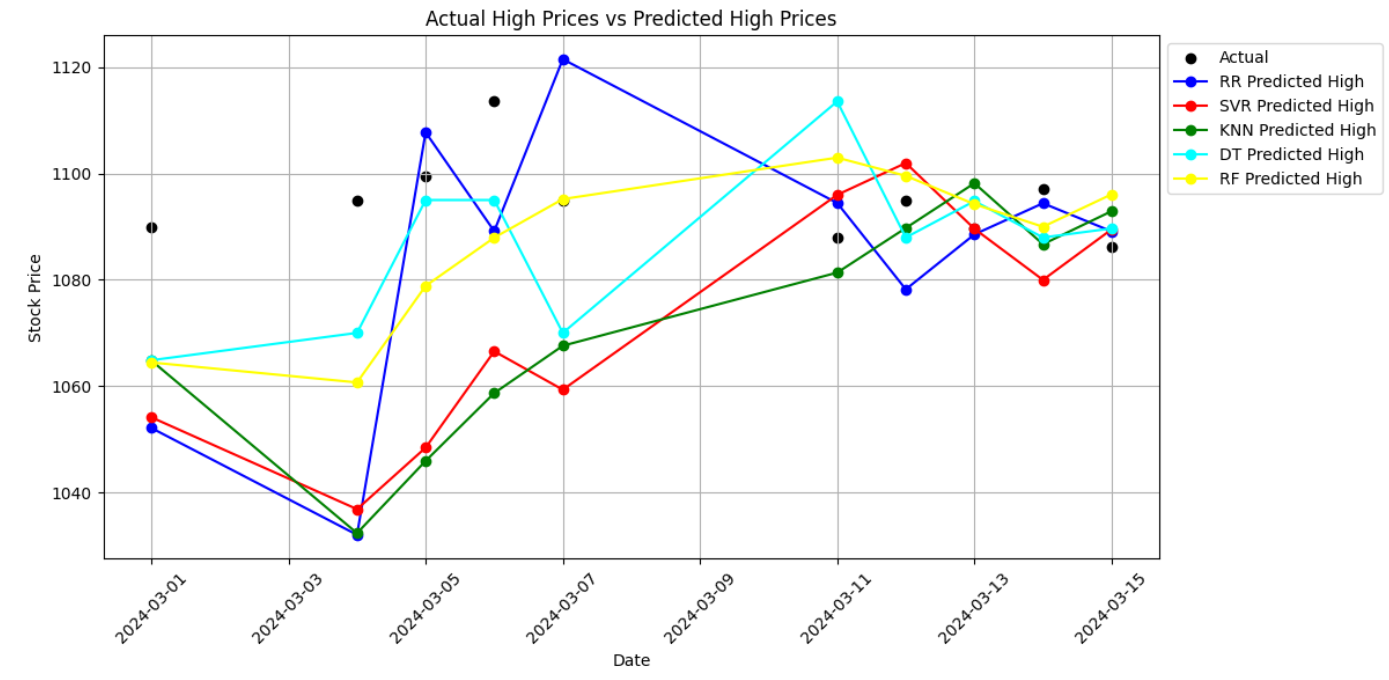 Actual High Prices vs Predicted High Prices
1120
1100
1080
1060
1040
Stock Price
2024-03-01
2024-03-03
2024-03-05
2024-03-07
2024-03-09
2024-03-11
2024-03-13
2024-03-15
Date
Actual
RR Predicted High
SVR Predicted High
KNN Predicted High
DT Predicted High
RF Predicted High